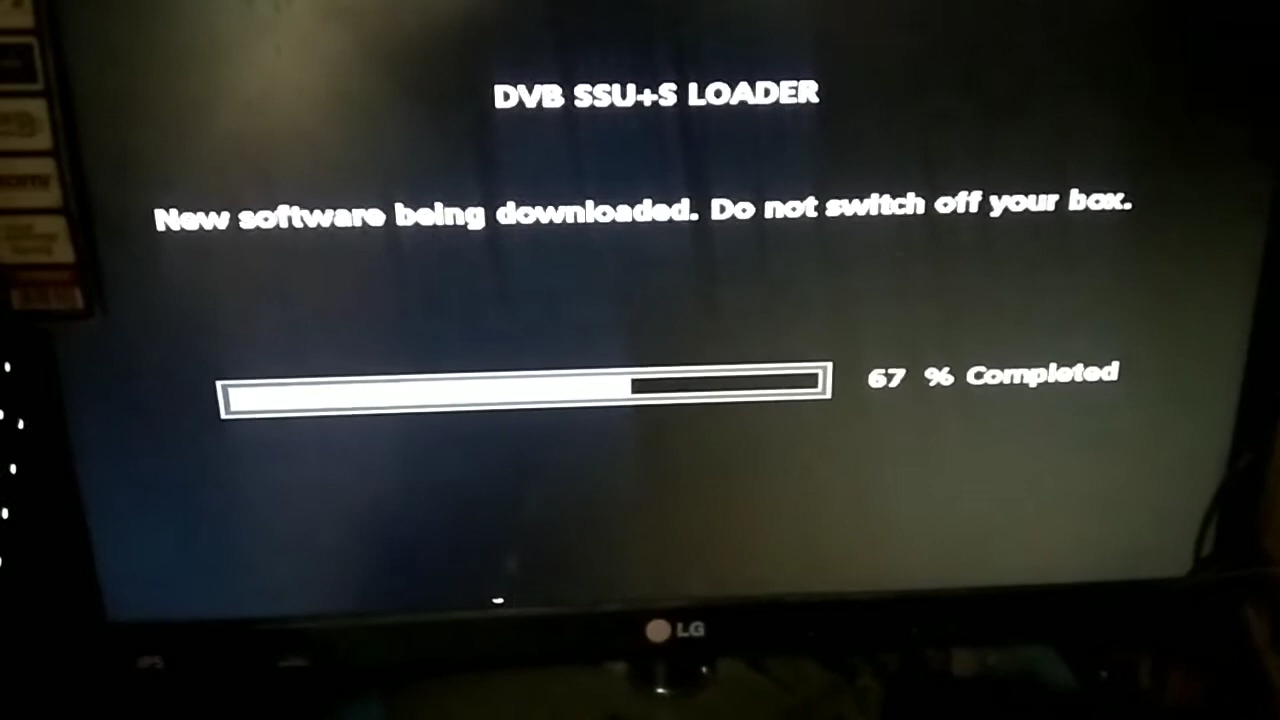 DVB SSU+S LOADER
New software being downloaded. Do not switch off your box.
67 % Completed
LG